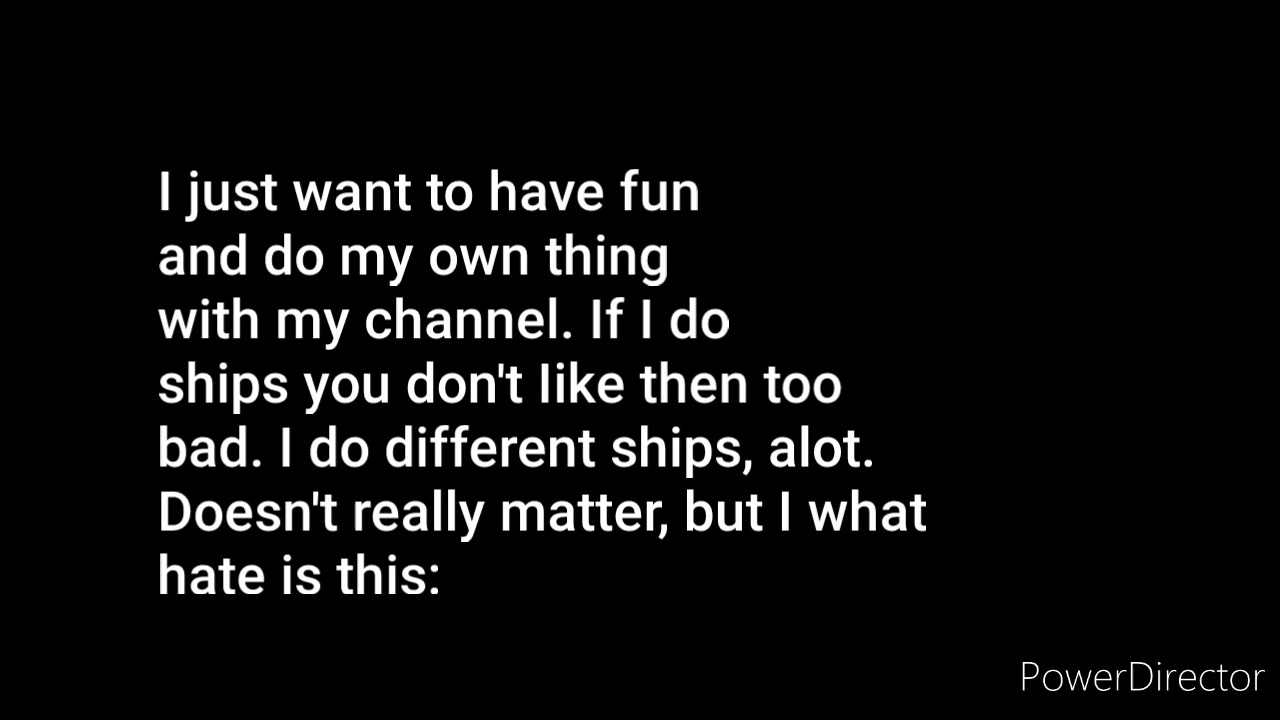 I just want to have fun
and do my own thing
with my channel. If I do
ships you don't like then too
bad. I do different ships, alot.
Doesn't really matter, but I what
hate is this:
PowerDirector